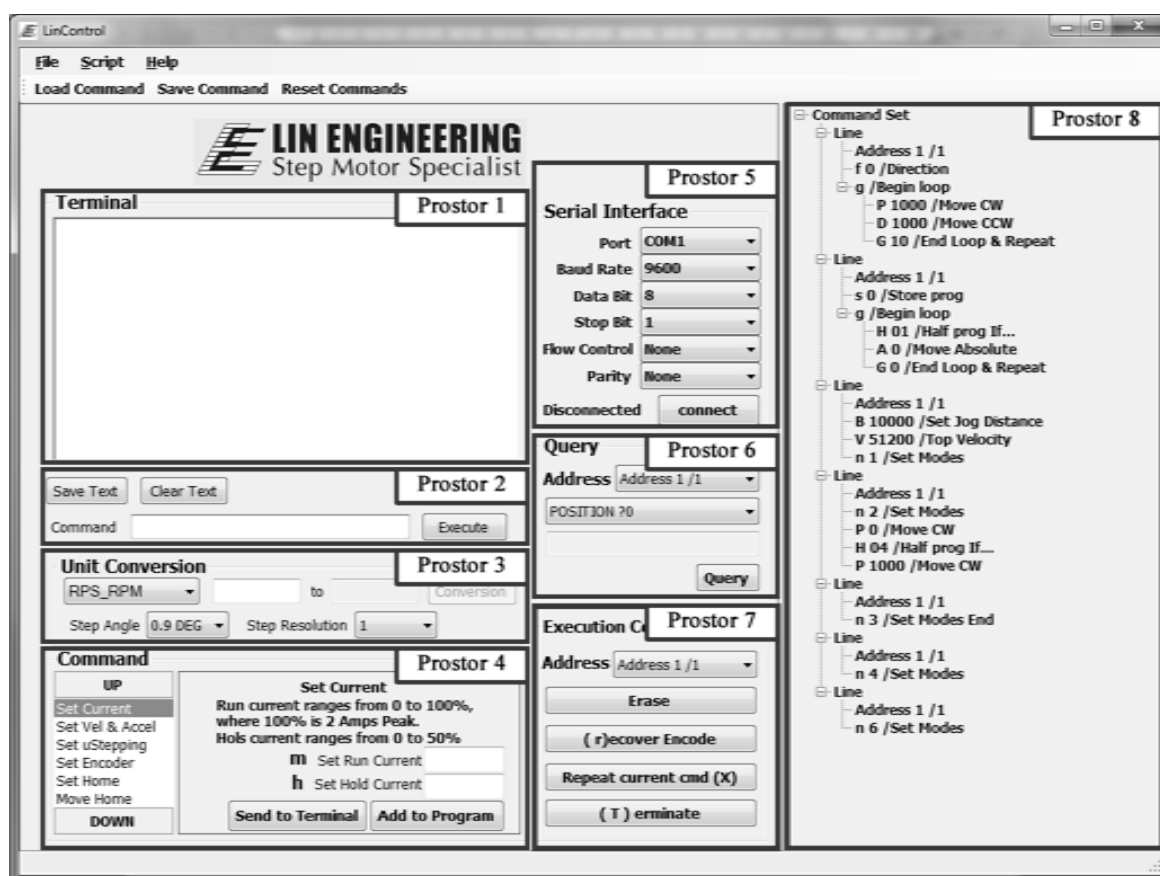 LinControl
File Script Help
Load Command Save Command Reset Commands
LIN ENGINEERING
Step Motor Specialist
Terminal
Prostor 1
Save Text Clear Text
Prostor 2
Command Execute
Unit Conversion
Prostor 3
RPS_RPM to Conversion
Step Angle 0.9 DEG Step Resolution 1
Command
Prostor 4
UP
Set Current
Set Vel & Accel
Set uStepping
Set Encoder
Set Home
Move Home
DOWN
Set Current
Run current ranges from 0 to 100%,
where 100% is 2 Amps Peak.
Hols current ranges from 0 to 50%
m Set Run Current
h Set Hold Current
Send to Terminal Add to Program
Prostor 5
Serial Interface
Port COM1
Baud Rate 9600
Data Bit 8
Stop Bit 1
Flow Control None
Parity None
Disconnected connect
Query
Prostor 6
Address Address 1 /1
POSITION ?0
Query
Execution C
Prostor 7
Address Address 1 /1
Erase
( r)ecover Encode
Repeat current cmd (X)
( T ) erminate
Prostor 8
Command Set
Line
Address 1 /1
f 0 /Direction
g /Begin loop
P 1000 /Move CW
D 1000 /Move CCW
G 10 /End Loop & Repeat
Line
Address 1 /1
s 0 /Store prog
g /Begin loop
H 01 /Half prog If...
A 0 /Move Absolute
G 0 /End Loop & Repeat
Line
Address 1 /1
B 10000 /Set Jog Distance
V 51200 /Top Velocity
n 1 /Set Modes
Line
Address 1 /1
n 2 /Set Modes
P 0 /Move CW
H 04 /Half prog If....
P 1000 /Move CW
Line
Address 1 /1
n 3 /Set Modes End
Line
Address 1 /1
n 4 /Set Modes
Line
Address 1 /1
n 6 /Set Modes